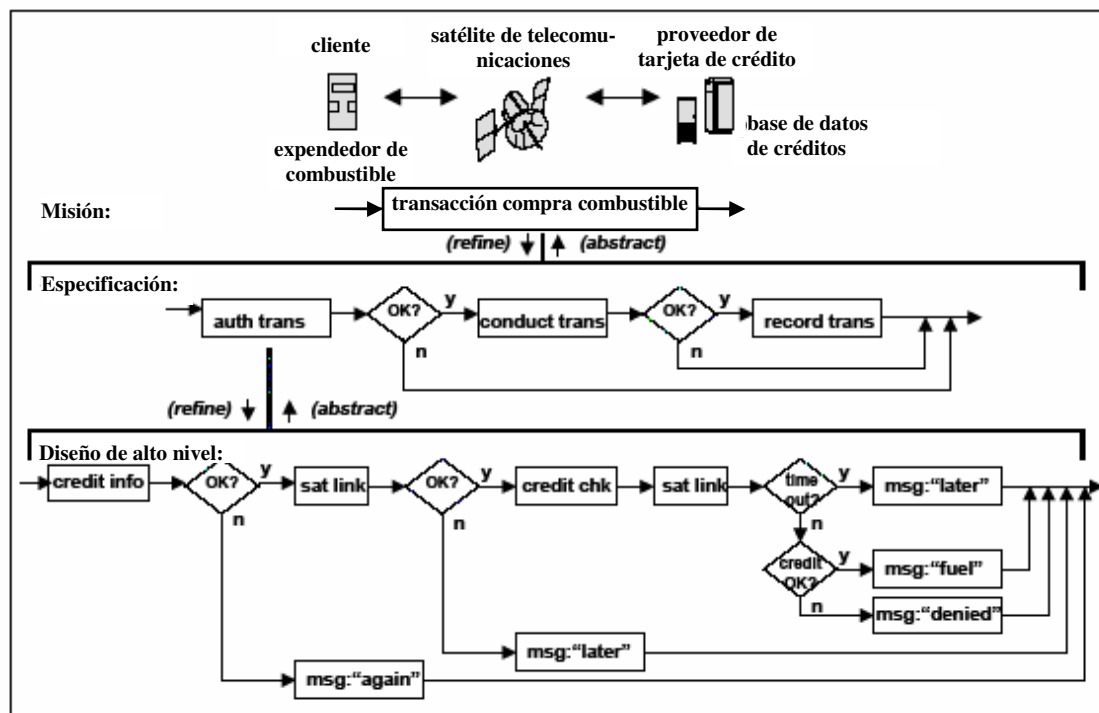 cliente
satélite de telecomu-
nicaciones
proveedor de
tarjeta de crédito
expendedor de
combustible
base de datos
de créditos
Misión:
transacción compra combustible
(refine)
(abstract)
Especificación:
auth trans
OK?
y
n
conduct trans
OK?
y
n
record trans
(refine)
(abstract)
Diseño de alto nivel:
credit info
OK?
y
n
sat link
OK?
y
n
credit chk
sat link
time
out?
y
n
msg:“later”
credit
OK?
y
n
msg:“fuel”
msg:“denied”
msg:“later”
msg:“again”